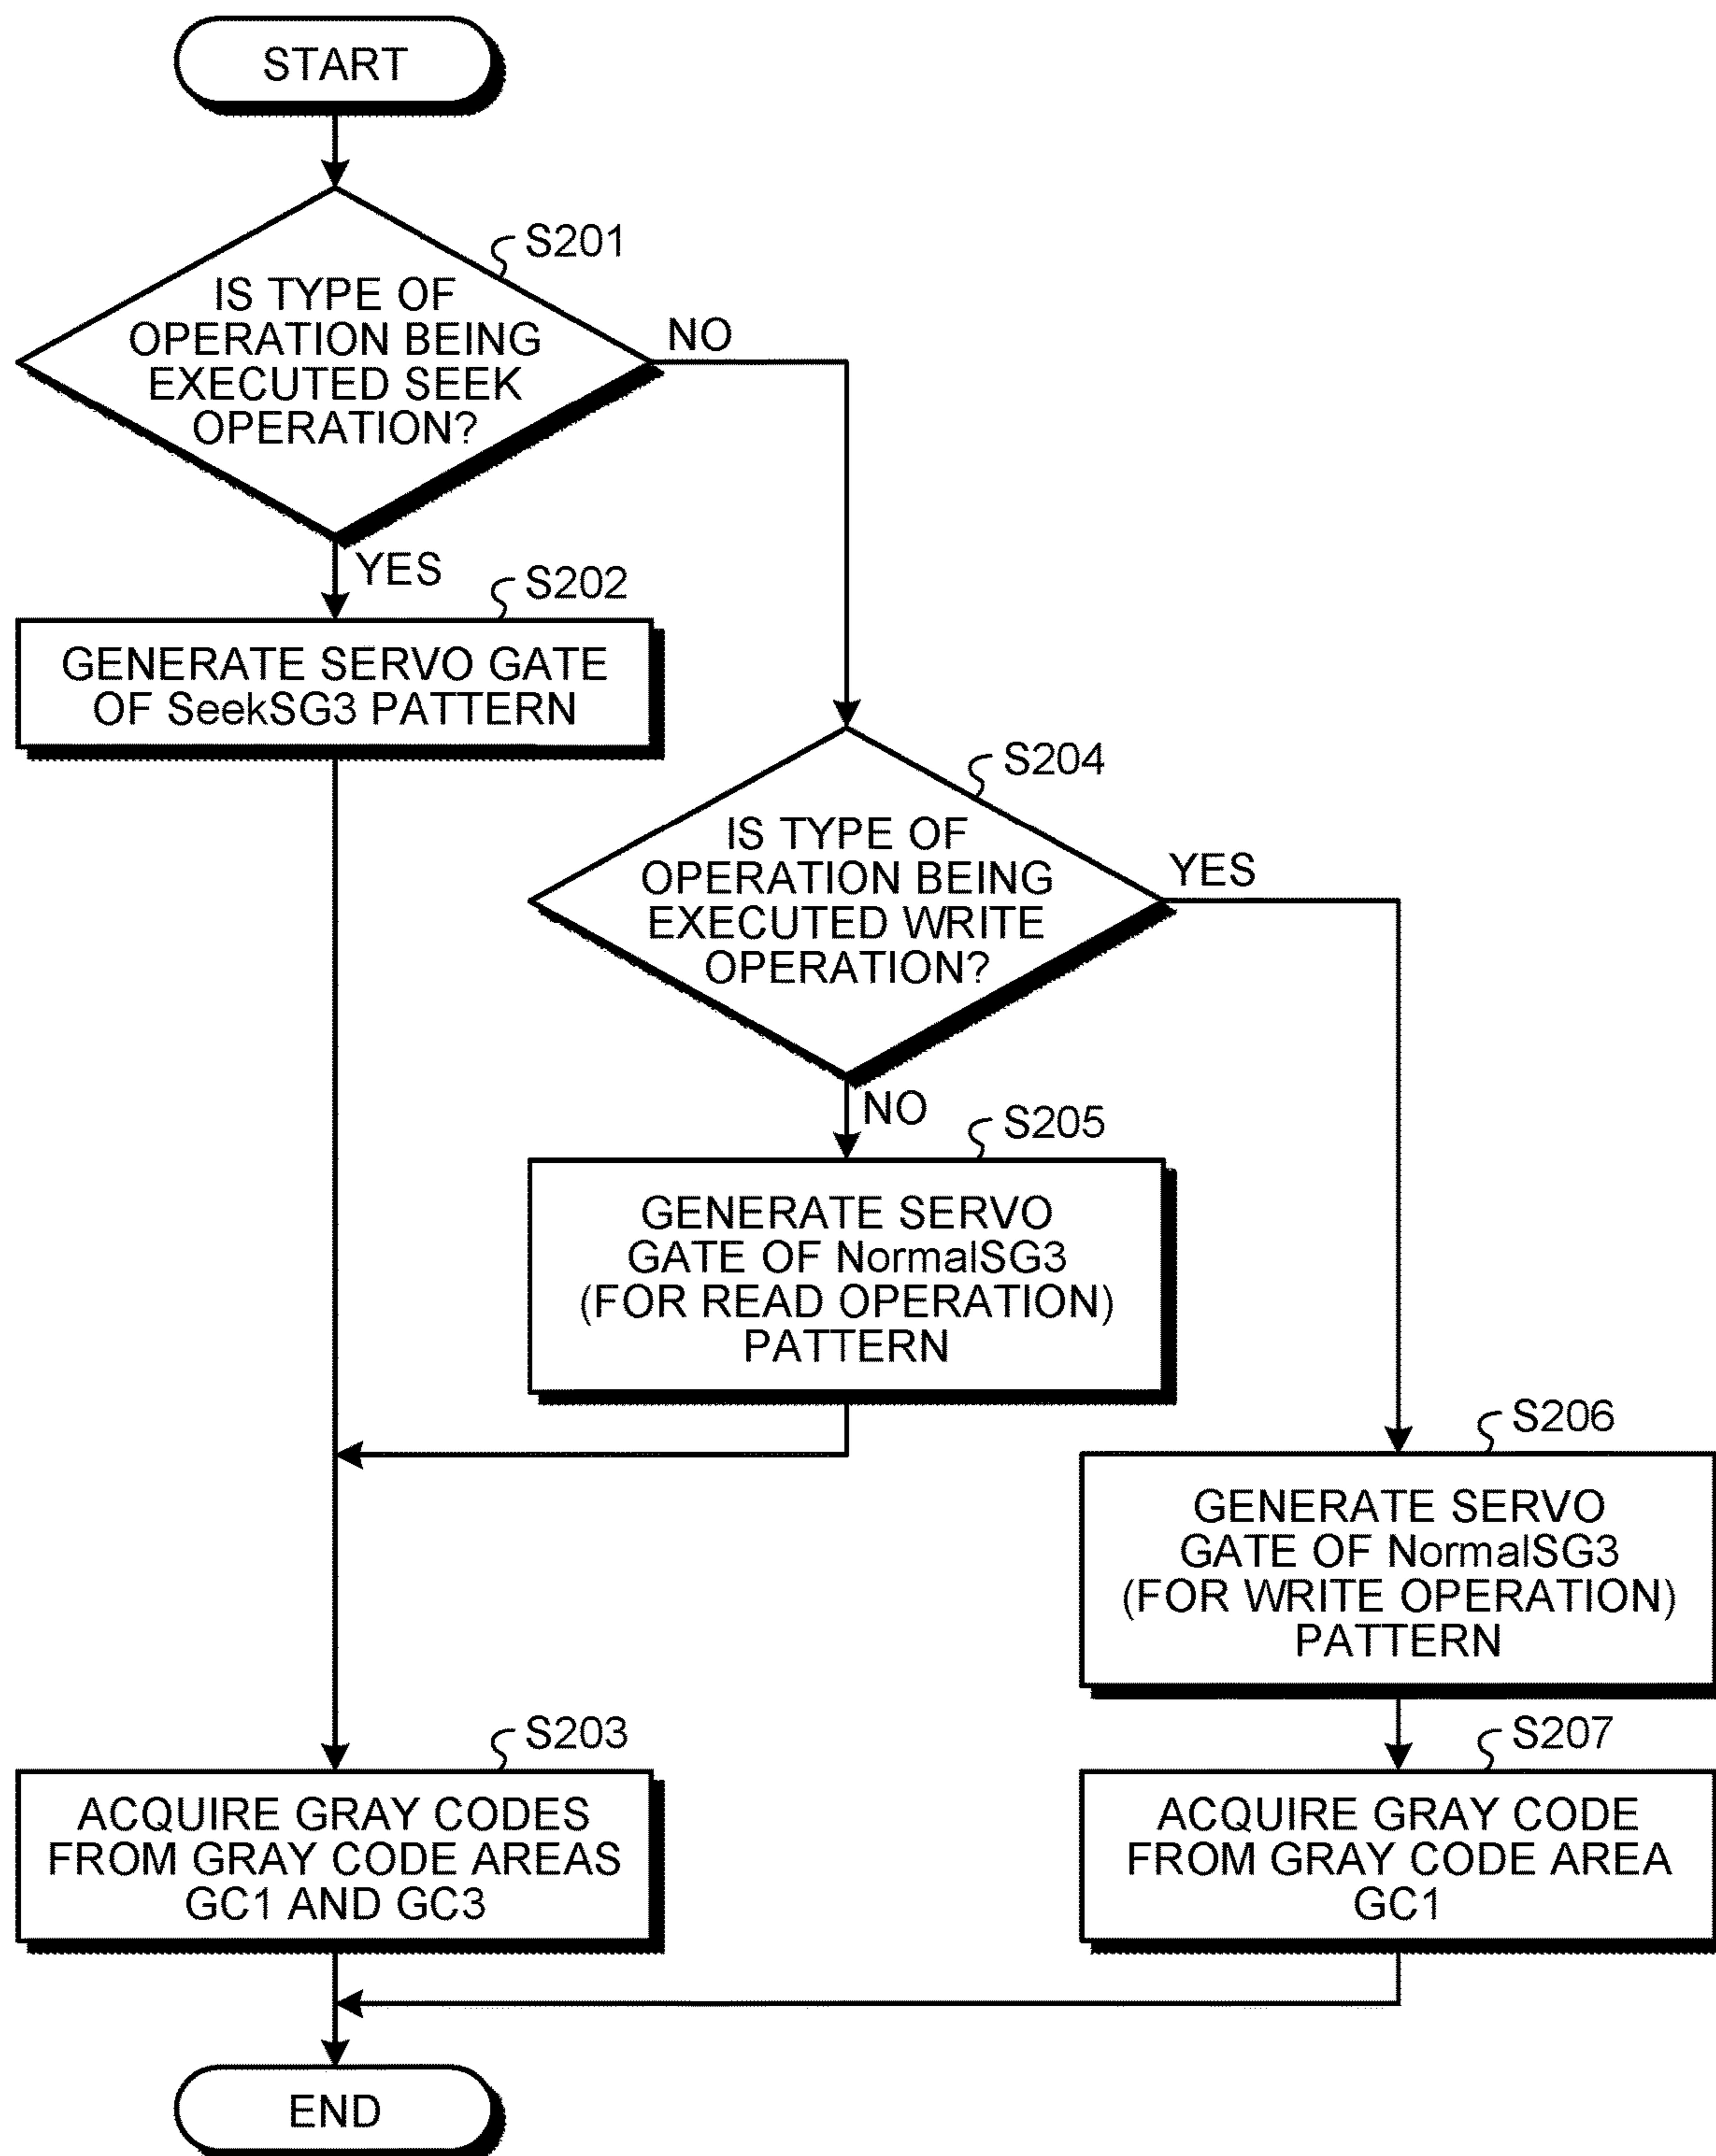 START
S201
IS TYPE OF
OPERATION BEING
EXECUTED SEEK
OPERATION?
NO
YES
S202
GENERATE SERVO GATE
OF SeekSG3 PATTERN
S204
IS TYPE OF
OPERATION BEING
EXECUTED WRITE
OPERATION?
YES
NO
S205
GENERATE SERVO
GATE OF NormalSG3
(FOR READ OPERATION)
PATTERN
S206
GENERATE SERVO
GATE OF NormalSG3
(FOR WRITE OPERATION)
PATTERN
S203
ACQUIRE GRAY CODES
FROM GRAY CODE AREAS
GC1 AND GC3
S207
ACQUIRE GRAY CODE
FROM GRAY CODE AREA
GC1
END